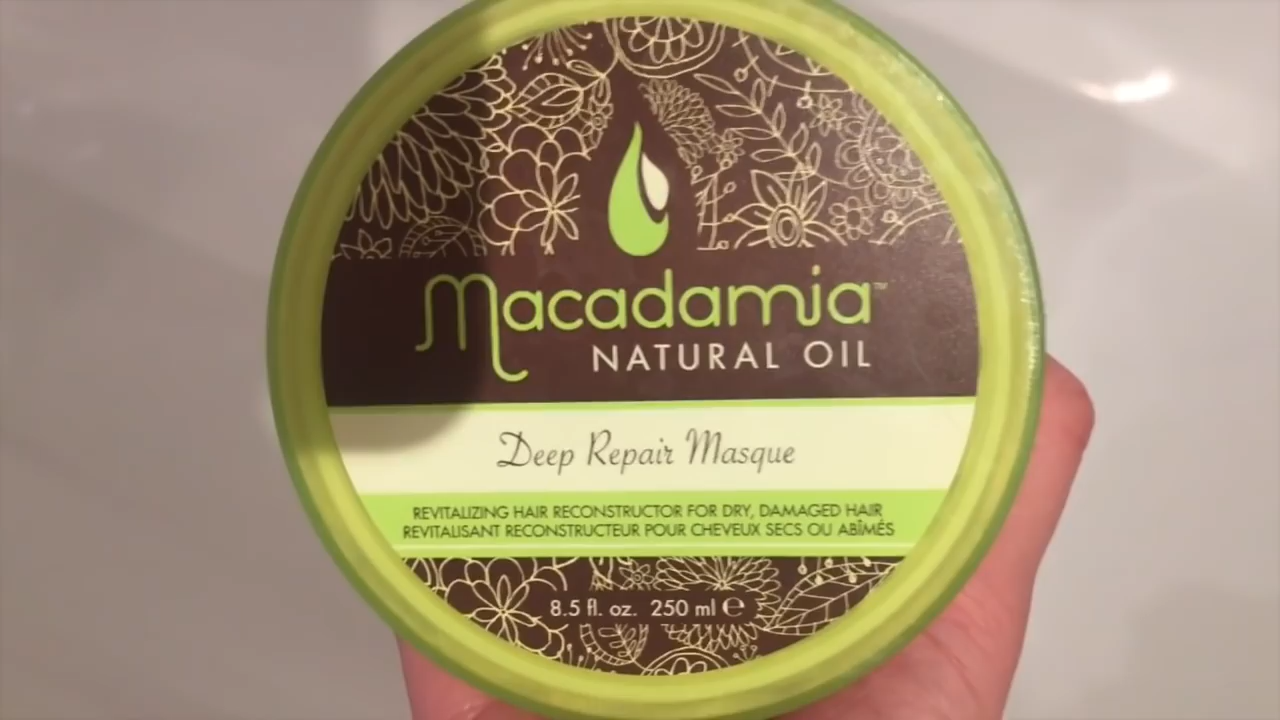 Macadamia™
NATURAL OIL
Deep Repair Masque
REVITALIZING HAIR RECONSTRUCTOR FOR DRY, DAMAGED HAIR
REVITALISANT RECONSTRUCTEUR POUR CHEVEUX SECS OU ABÎMÉS
8.5 fl. oz. 250 ml ℮